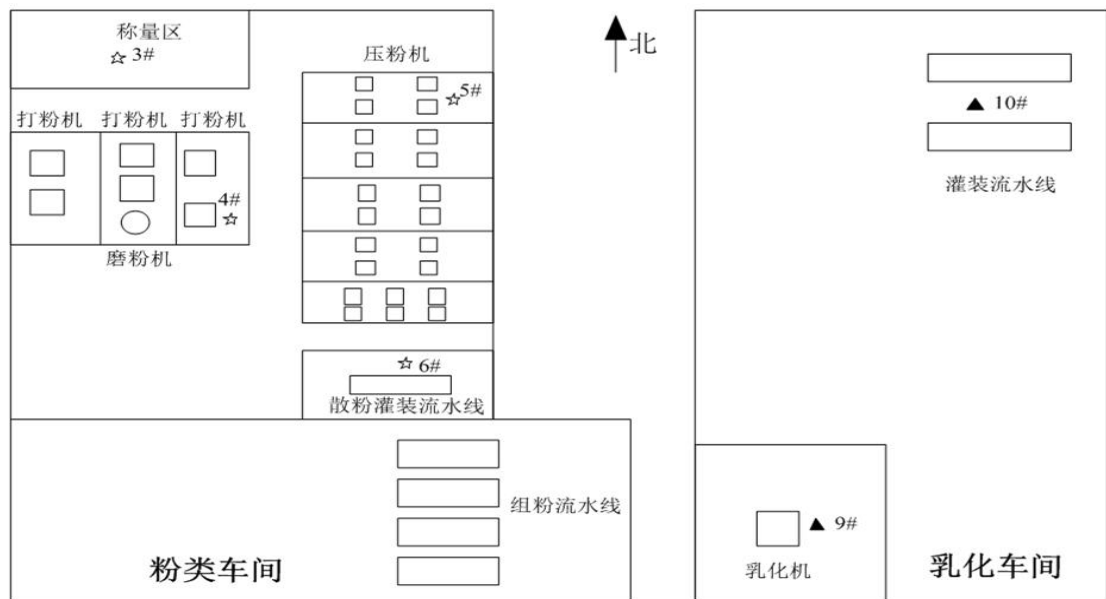 称量区
3#
北
压粉机
5#
打粉机
打粉机
打粉机
4#
磨粉机
6#
散粉灌装流水线
组粉流水线
粉类车间
10#
灌装流水线
9#
乳化机
乳化车间